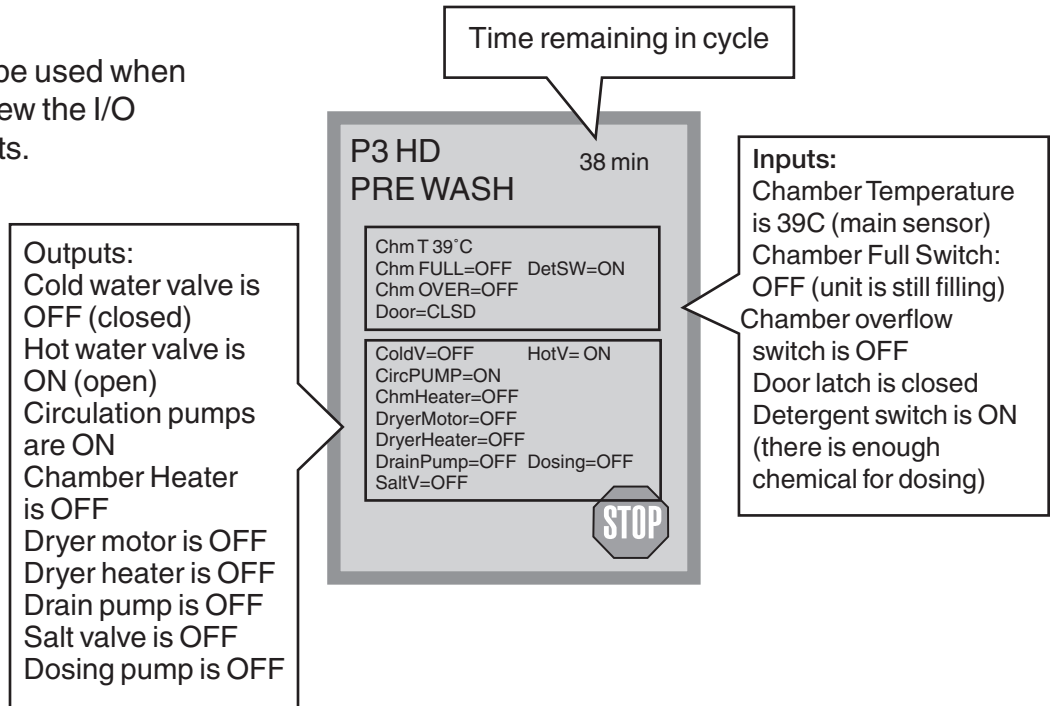 Time remaining in cycle
be used when
ew the I/O
ts.
P3 HD
38 min
PRE WASH
Chm T 39˚C
Chm FULL=OFF DetSW=ON
Chm OVER=OFF
Door=CLSD
ColdV=OFF HotV= ON
CircPUMP=ON
ChmHeater=OFF
DryerMotor=OFF
DryerHeater=OFF
DrainPump=OFF Dosing=OFF
SaltV=OFF
STOP
Inputs:
Chamber Temperature
is 39C (main sensor)
Chamber Full Switch:
OFF (unit is still filling)
Chamber overflow
switch is OFF
Door latch is closed
Detergent switch is ON
(there is enough
chemical for dosing)
Outputs:
Cold water valve is
OFF (closed)
Hot water valve is
ON (open)
Circulation pumps
are ON
Chamber Heater
is OFF
Dryer motor is OFF
Dryer heater is OFF
Drain pump is OFF
Salt valve is OFF
Dosing pump is OFF